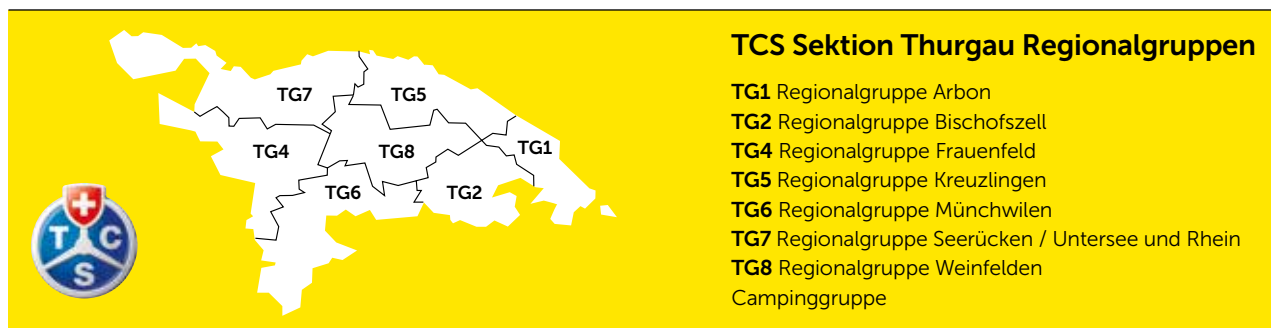 TCS Sektion Thurgau Regionalgruppen
TG1 Regionalgruppe Arbon
TG2 Regionalgruppe Bischofszell
TG4 Regionalgruppe Frauenfeld
TG5 Regionalgruppe Kreuzlingen
TG6 Regionalgruppe Münchwilen
TG7 Regionalgruppe Seerücken / Untersee und Rhein
TG8 Regionalgruppe Weinfelden
Campinggruppe
TG7
TG5
TG4
TG8
TG1
TG6
TG2
T C
S